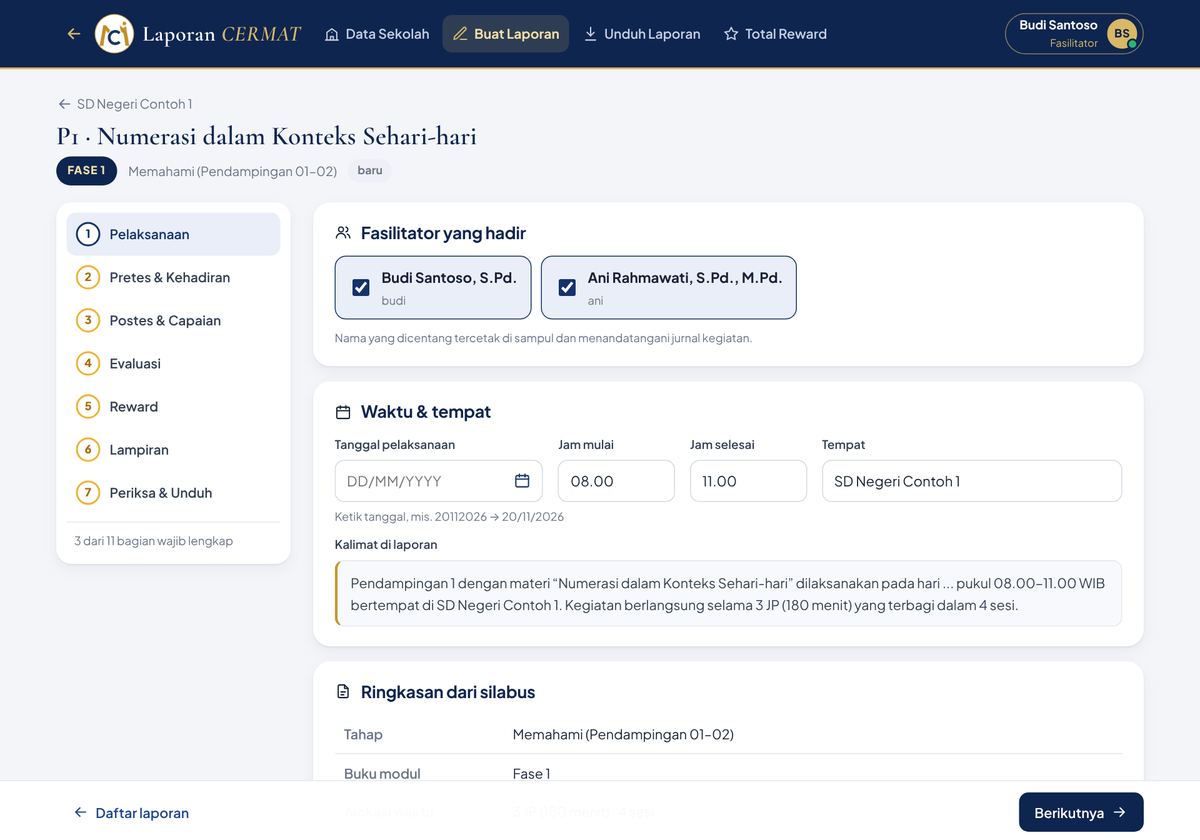 Laporan CERMAT
Data Sekolah
Buat Laporan
Unduh Laporan
Total Reward
Budi Santoso
Fasilitator
BS
SD Negeri Contoh 1
P1 · Numerasi dalam Konteks Sehari-hari
FASE 1
Memahami (Pendampingan 01–02)
baru
1 Pelaksanaan
2 Pretes & Kehadiran
3 Postes & Capaian
4 Evaluasi
5 Reward
6 Lampiran
7 Periksa & Unduh
3 dari 11 bagian wajib lengkap
Fasilitator yang hadir
Budi Santoso, S.Pd.
budi
Ani Rahmawati, S.Pd., M.Pd.
ani
Nama yang dicentang tercetak di sampul dan menandatangani jurnal kegiatan.
Waktu & tempat
Tanggal pelaksanaan
Jam mulai
Jam selesai
Tempat
DD/MM/YYYY
08.00
11.00
SD Negeri Contoh 1
Ketik tanggal, mis. 20112026 → 20/11/2026
Kalimat di laporan
Pendampingan 1 dengan materi “Numerasi dalam Konteks Sehari-hari” dilaksanakan pada hari ... pukul 08.00–11.00 WIB
bertempat di SD Negeri Contoh 1. Kegiatan berlangsung selama 3 JP (180 menit) yang terbagi dalam 4 sesi.
Ringkasan dari silabus
Tahap
Memahami (Pendampingan 01–02)
Buku modul
Fase 1
Alokasi waktu
3 JP (180 menit) · 4 sesi
Daftar laporan
Berikutnya